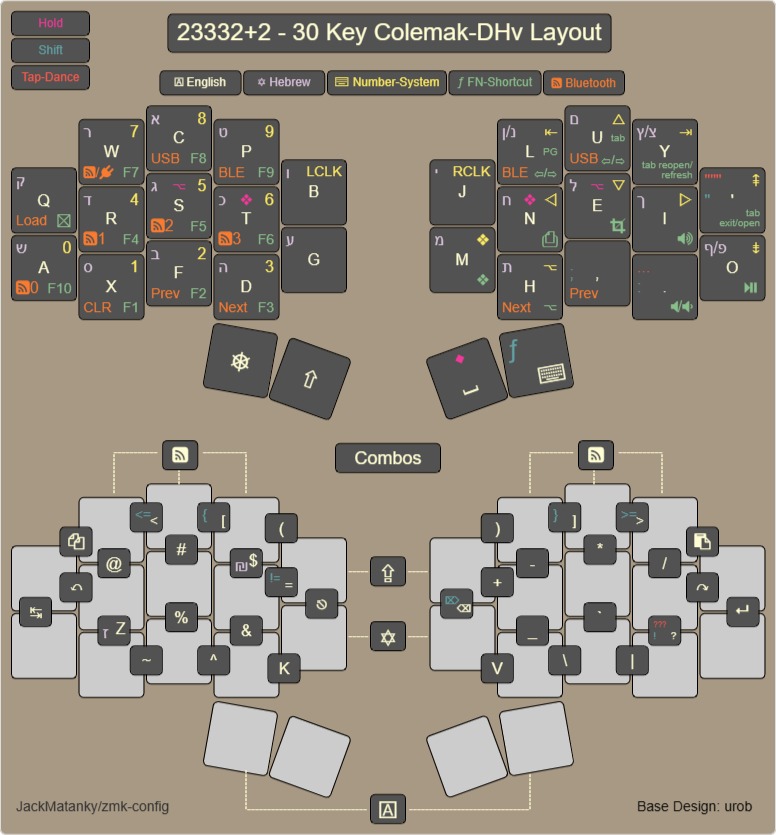 Hold
Shift
Tap-Dance
23332+2 - 30 Key Colemak-DHv Layout
A English
Hebrew
Number-System
ƒ FN-Shortcut
Bluetooth
ק
Q
Load
ש 0
A
0 F10
ר 7
W
F7
ד 4
R
1 F4
ס 1
X
CLR F1
א 8
C
USB F8
ג 5
S
2 F5
ב 2
F
Prev F2
ט 9
P
BLE F9
כ 6
T
3 F6
ה 3
D
Next F3
ו LCLK
B
ע
G
י RCLK
J
מ
M
נ/ן
L PG
BLE
ח
N
ת
H
Next
ם
U tab
USB
ל
E
; ,
Prev
צ/ץ
Y
tab reopen/
refresh
ך
I
...
: .
"""
" '
tab
exit/open
פ/ף
O
ƒ
Combos
<= <
{ [
(
@
#
₪ $
!= =
ז Z
%
&
~
^
K
)
} ]
>= >
-
*
/
+
_
`
???
! ?
V
\
|
A
JackMatanky/zmk-config
Base Design: urob